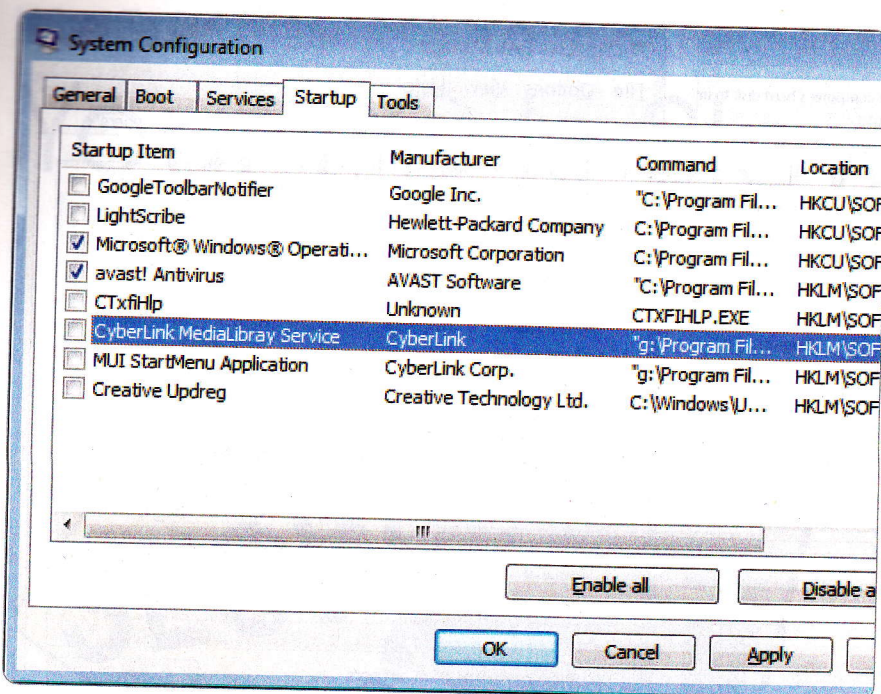 System Configuration
General Boot Services Startup Tools
Startup Item Manufacturer Command Location
GoogleToolbarNotifier Google Inc. "C:\Program Fil... HKCU\SOF
LightScribe Hewlett-Packard Company C:\Program Fil... HKCU\SOF
Microsoft® Windows® Operati... Microsoft Corporation C:\Program Fil... HKCU\SOF
avast! Antivirus AVAST Software "C:\Program Fil... HKLM\SOF
CTxfiHlp Unknown CTXFIHLP.EXE HKLM\SOF
CyberLink MediaLibray Service CyberLink "g:\Program Fil... HKLM\SOF
MUI StartMenu Application CyberLink Corp. "g:\Program Fil... HKLM\SOF
Creative Updreg Creative Technology Ltd. C:\Windows\U... HKLM\SOF
Enable all Disable a
OK Cancel Apply